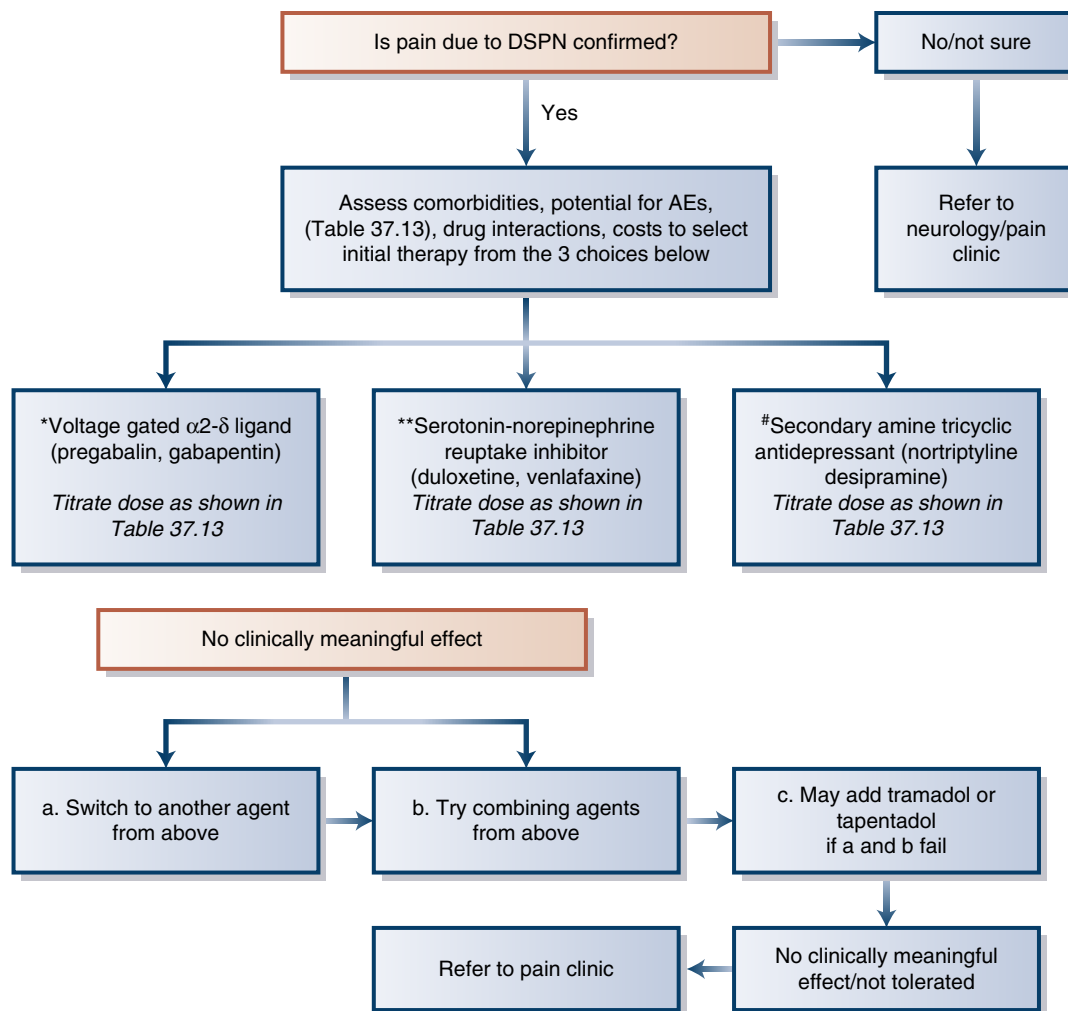 Is pain due to DSPN confirmed?
No/not sure
Yes
Assess comorbidities, potential for AEs,
(Table 37.13), drug interactions, costs to select
initial therapy from the 3 choices below
Refer to
neurology/pain
clinic
*Voltage gated α2-δ ligand
(pregabalin, gabapentin)
Titrate dose as shown in
Table 37.13
**Serotonin-norepinephrine
reuptake inhibitor
(duloxetine, venlafaxine)
Titrate dose as shown in
Table 37.13
#Secondary amine tricyclic
antidepressant (nortriptyline
desipramine)
Titrate dose as shown in
Table 37.13
No clinically meaningful effect
a. Switch to another agent
from above
b. Try combining agents
from above
c. May add tramadol or
tapentadol
if a and b fail
Refer to pain clinic
No clinically meaningful
effect/not tolerated